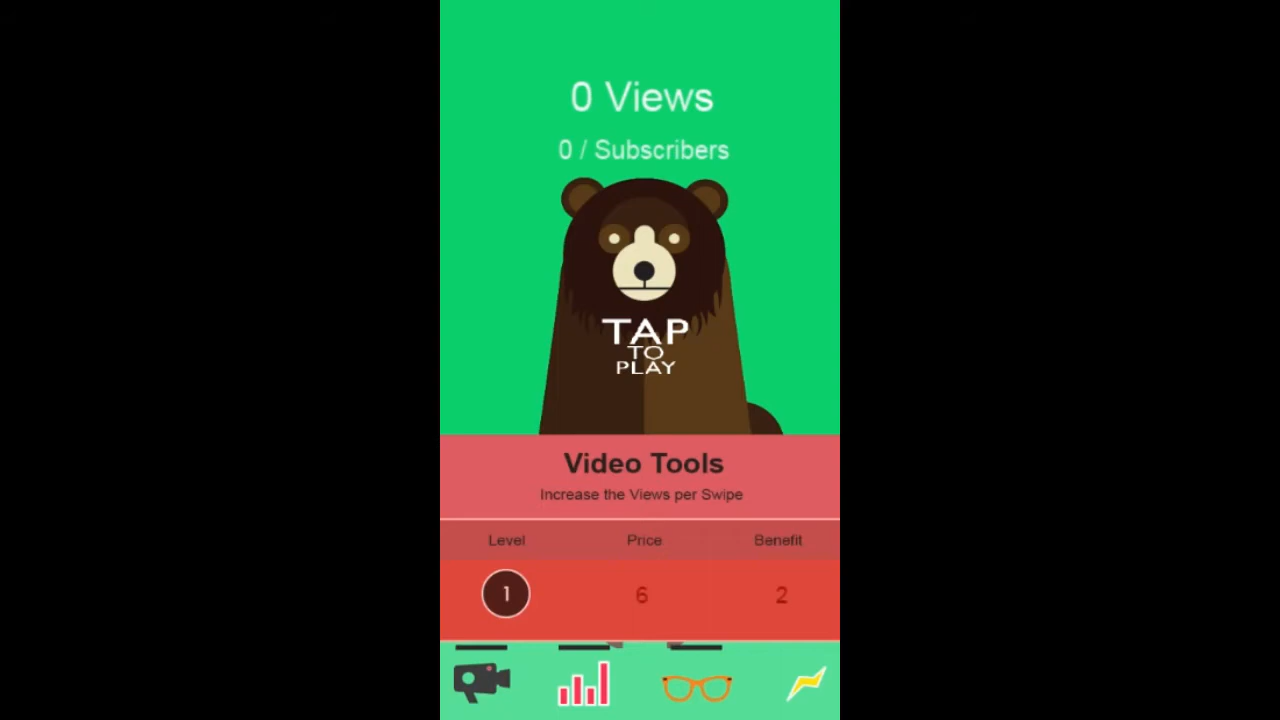 0 Views
0 / Subscribers
TAP
TO
PLAY
Video Tools
Increase the Views per Swipe
Level Price Benefit
1 6 2